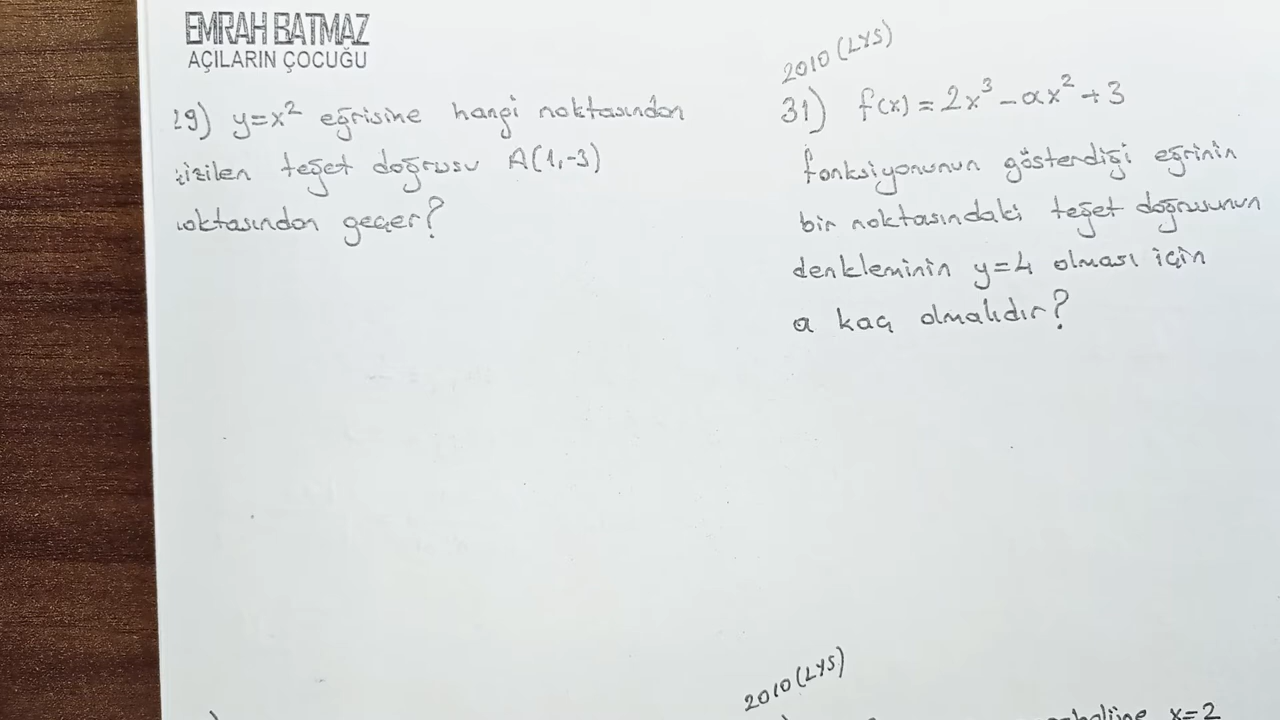 EMRAH BATMAZ
AÇILARIN ÇOCUĞU
29) y=x² eğrisine hangi noktasından
çizilen teğet doğrusu A(1,-3)
noktasından geçer?
2010 (LYS)
31) f(x) = 2x³ - ax² + 3
fonksiyonunun gösterdiği eğrinin
bir noktasındaki teğet doğrusunun
denkleminin y=4 olması için
a kaç olmalıdır?
2010 (LYS)
x=2